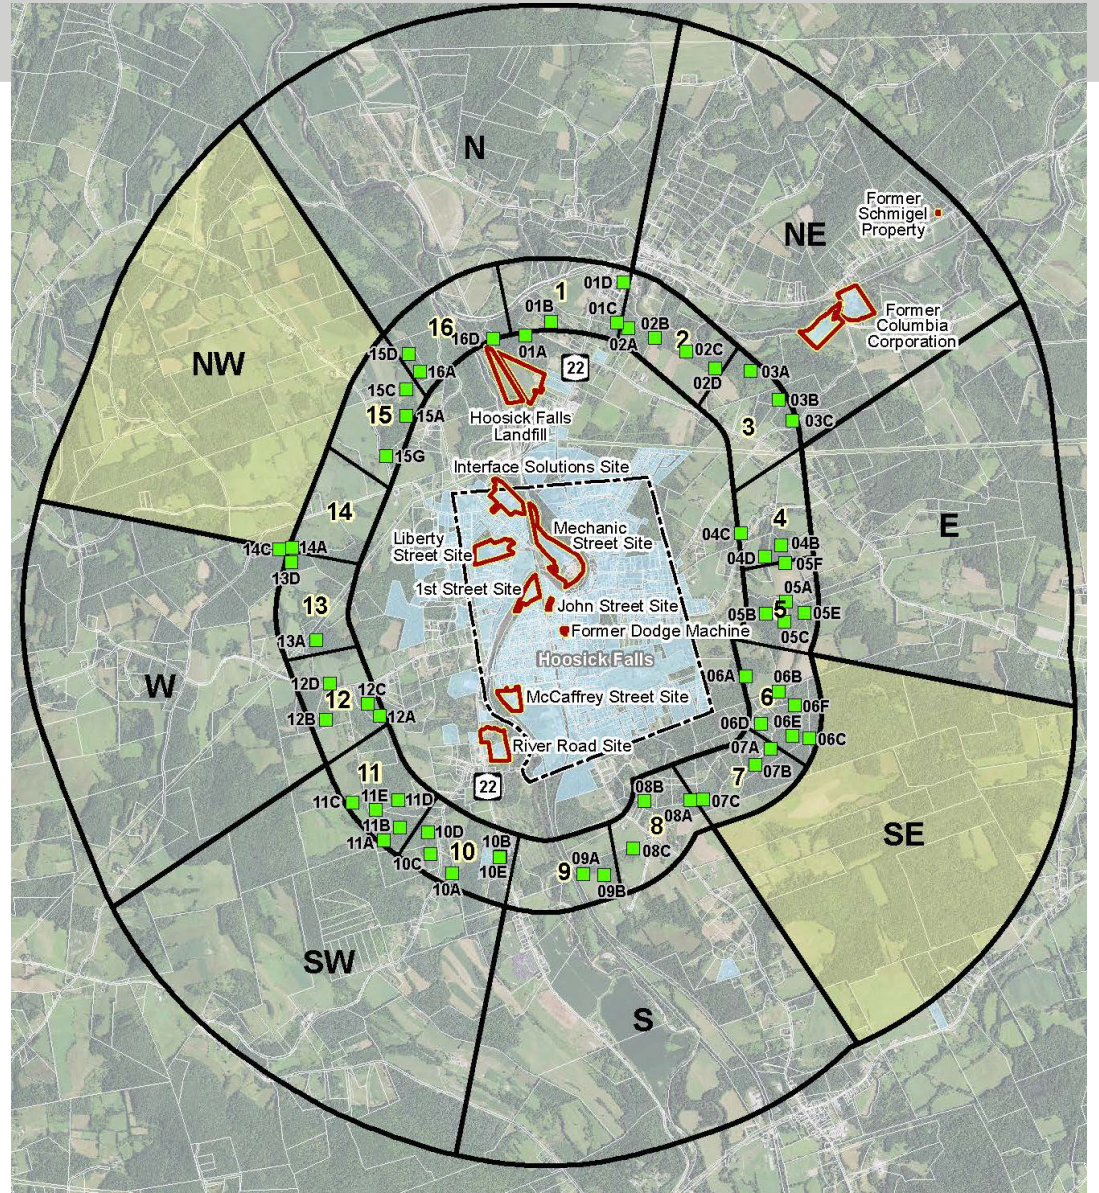 N
Former
Schmigel
Property
NE
01D
1
Former
Columbia
Corporation
01B
01C
16
02B
16D
2
01A
02A
02C
15D
NW
22
02D
03A
16A
15C
03B
Hoosick Falls
Landfill
15
15A
03C
3
15G
Interface Solutions Site
14
4
E
Mechanic
Street Site
04C
Liberty
Street Site
04B
14C
14A
04D
05F
13D
1st Street Site
05A
13
John Street Site
05B
5
05E
Former Dodge Machine
05C
13A
Hoosick Falls
06A
W
12D
06B
12C
McCaffrey Street Site
6
12
06F
12B
12A
06D
06E
06C
River Road Site
07A
11
7
07B
22
11E
11D
08B
11C
07C
08A
11B
10D
8
SE
11A
10B
10C
10
08C
09A
10E
9
10A
09B
SW
S